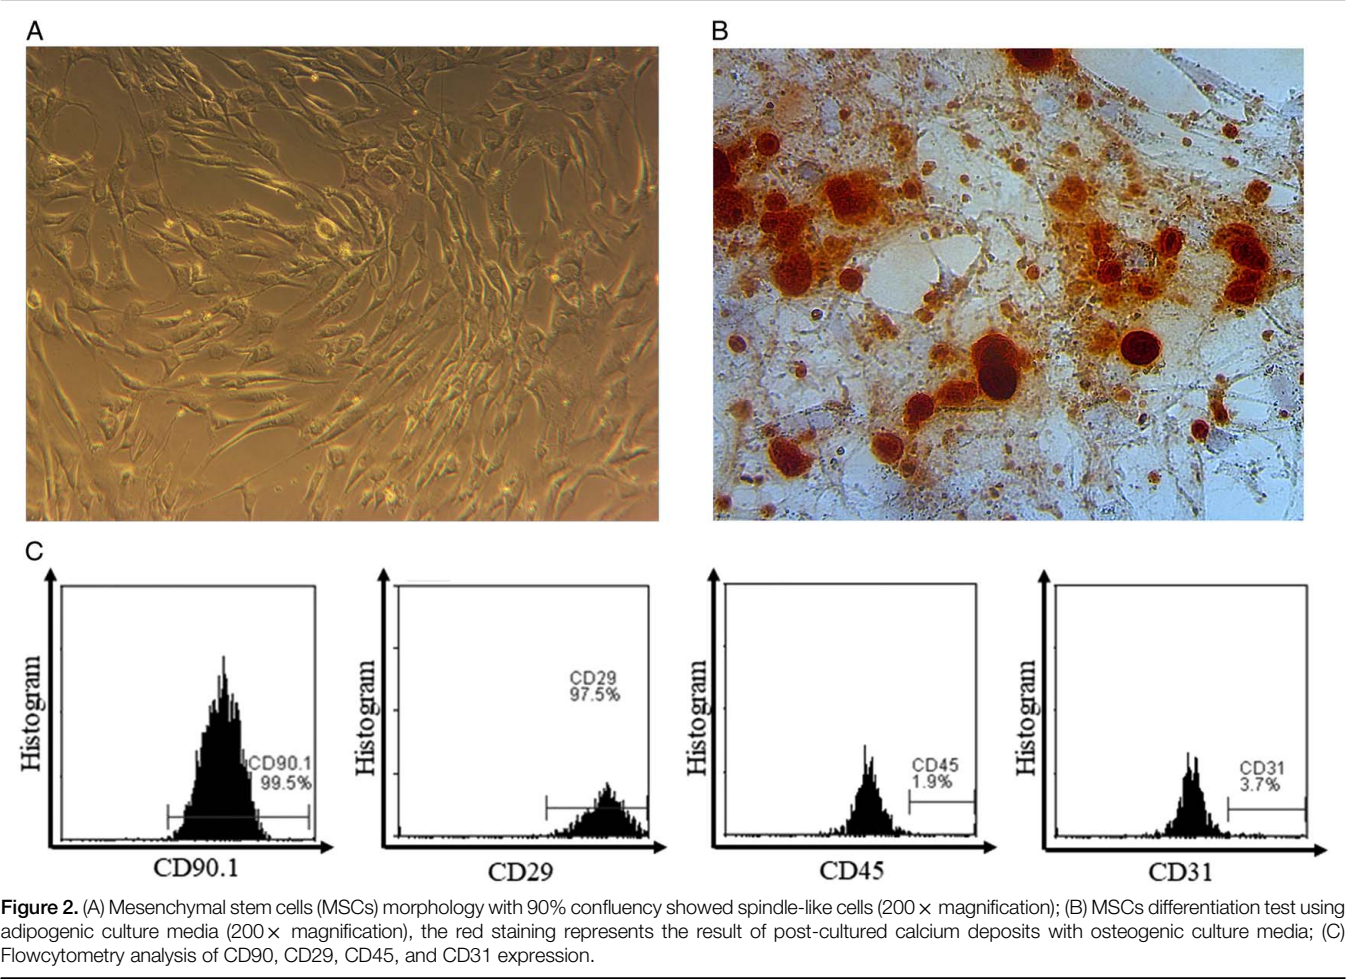 A
B
C
Histogram
CD90.1
99.5%
CD90.1
Histogram
CD29
97.5%
CD29
Histogram
CD45
1.9%
CD45
Histogram
CD31
3.7%
CD31
Figure 2. (A) Mesenchymal stem cells (MSCs) morphology with 90% confluency showed spindle-like cells (200 × magnification); (B) MSCs differentiation test using
adipogenic culture media (200× magnification), the red staining represents the result of post-cultured calcium deposits with osteogenic culture media; (C)
Flowcytometry analysis of CD90, CD29, CD45, and CD31 expression.